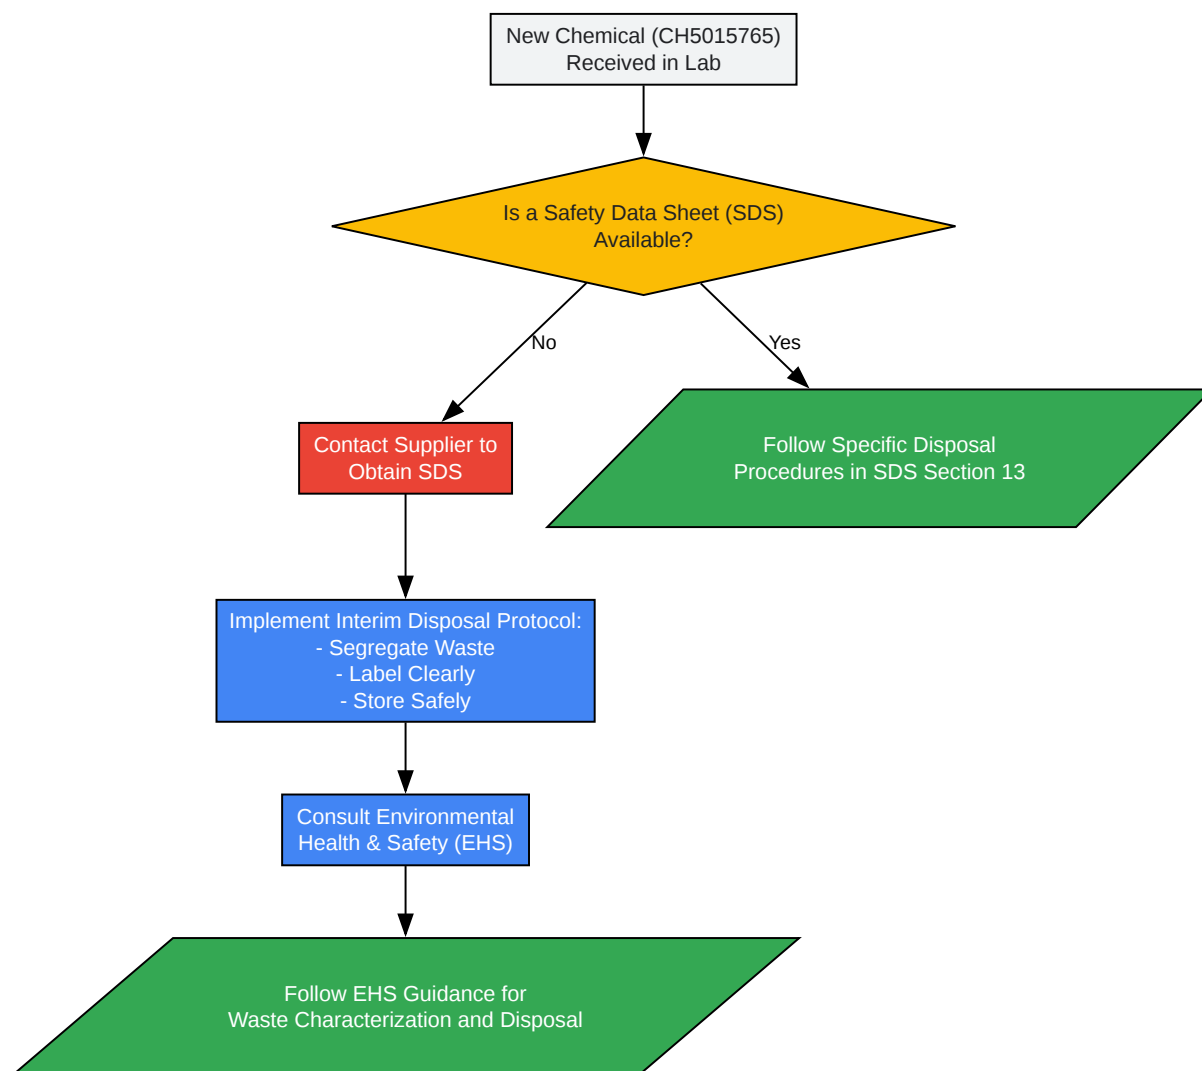 New Chemical (CH5015765)
Received in Lab
Is a Safety Data Sheet (SDS)
Available?
No
Yes
Contact Supplier to
Obtain SDS
Follow Specific Disposal
Procedures in SDS Section 13
Implement Interim Disposal Protocol:
- Segregate Waste
- Label Clearly
- Store Safely
Consult Environmental
Health & Safety (EHS)
Follow EHS Guidance for
Waste Characterization and Disposal